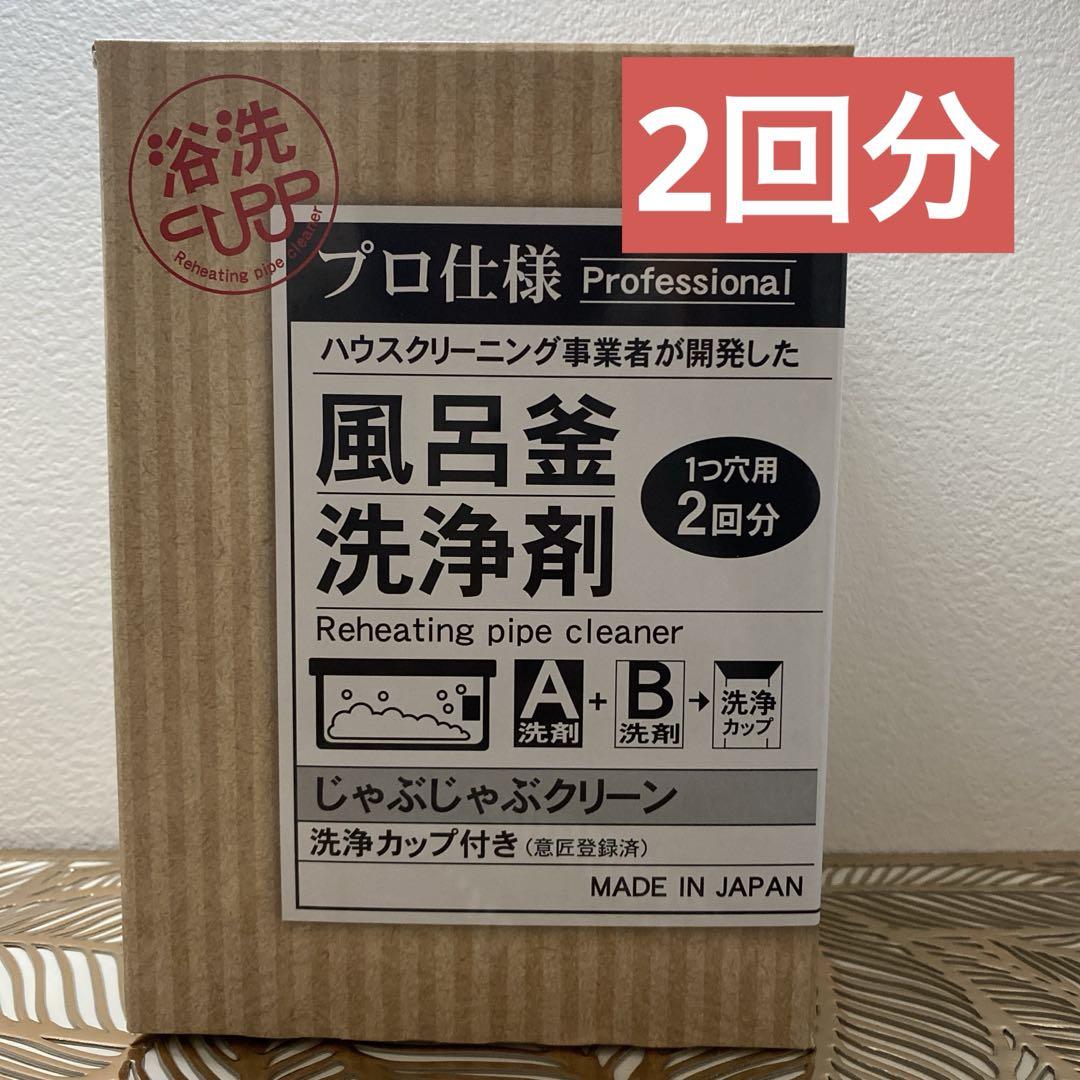 2回分
浴洗
CUPP
Reheating pipe cleaner
プロ仕様 Professional
ハウスクリーニング事業者が開発した
風呂釜
洗浄剤
1つ穴用
2回分
Reheating pipe cleaner
A洗剤 + B洗剤 → 洗浄カップ
じゃぶじゃぶクリーン
洗浄カップ付き(意匠登録済)
MADE IN JAPAN